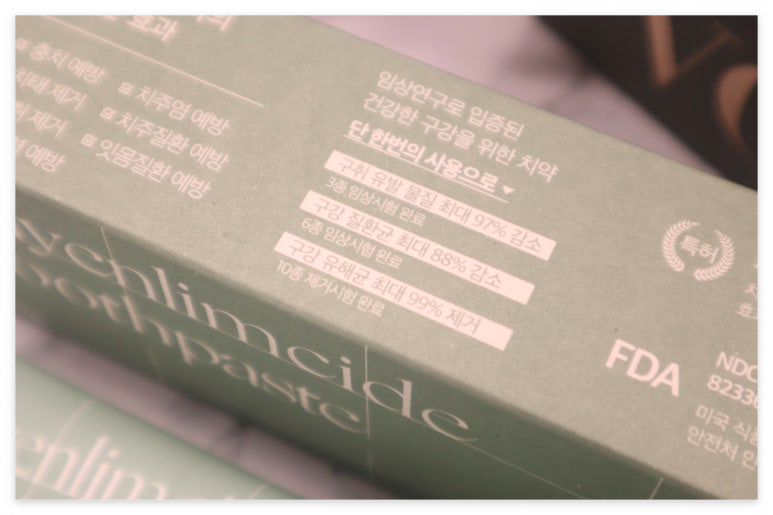 효과
충치 예방
치주염 예방
치태 제거
치주질환 예방
제거
잇몸질환 예방
예방
임상연구로 입증된
건강한 구강을 위한 치약
단 한번의 사용으로
구취 유발 물질 최대 97% 감소
3종 임상시험 완료
구강 질환균 최대 88% 감소
6종 임상시험 완료
구강 유해균 최대 99% 제거
10종 제거시험 완료
특허
FDA
NDC
8233
미국 식
안전처 인
ychlimcide
toothpaste